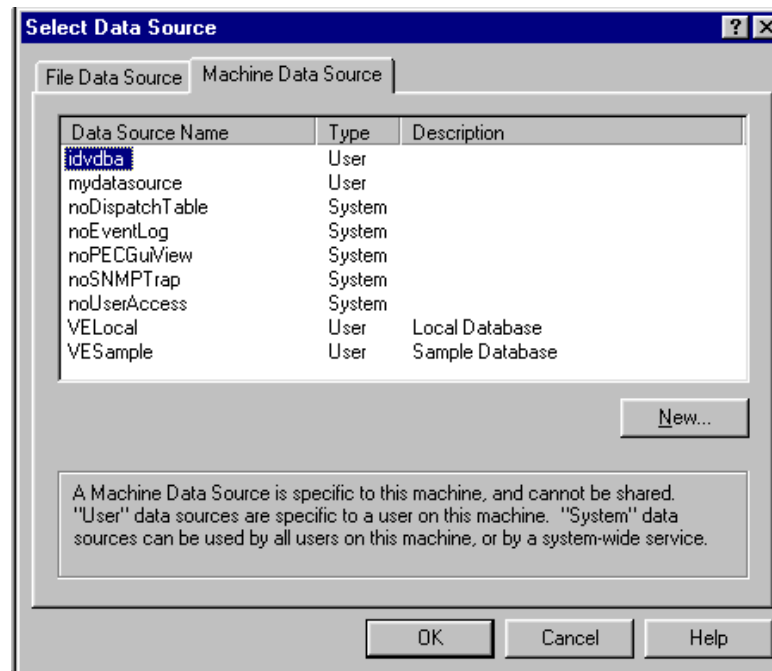 Select Data Source
File Data Source Machine Data Source
Data Source Name Type Description
idvdba User
mydatasource User
noDispatchTable System
noEventLog System
noPECGuiView System
noSNMPTrap System
noUserAccess System
VELocal User Local Database
VESample User Sample Database
New...
A Machine Data Source is specific to this machine, and cannot be shared.
"User" data sources are specific to a user on this machine. "System" data
sources can be used by all users on this machine, or by a system-wide service.
OK Cancel Help